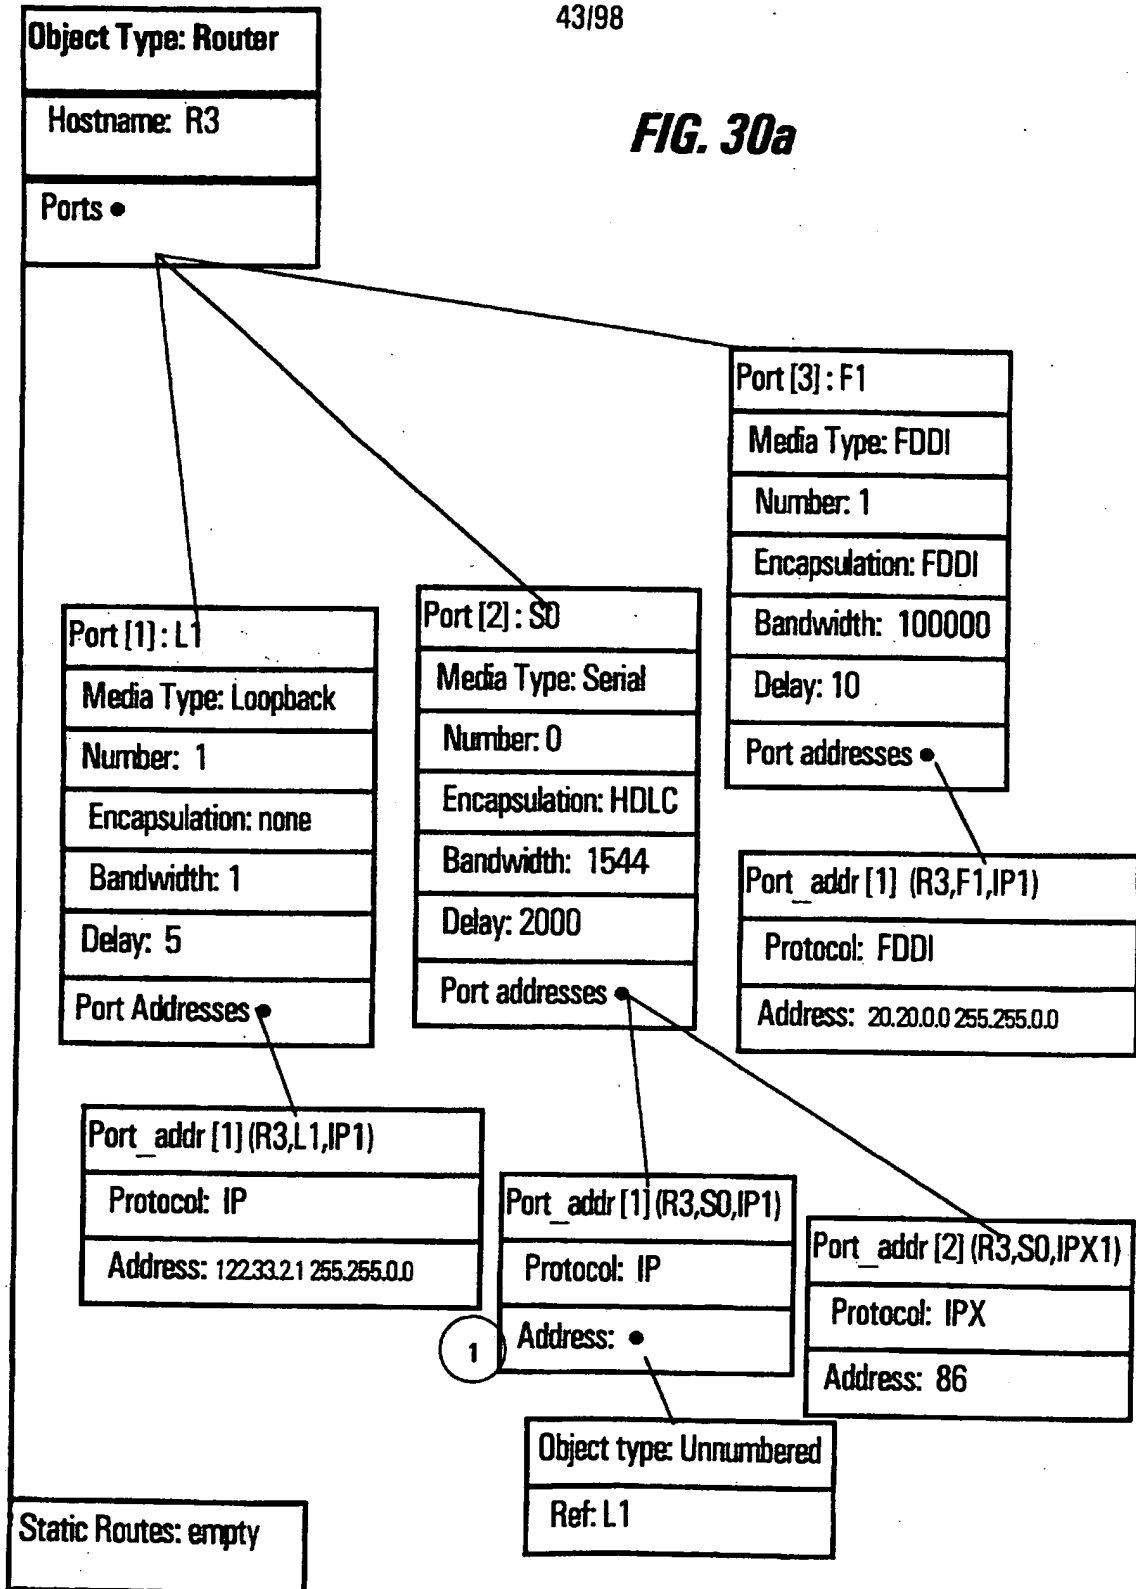 43/98
Object Type: Router
Hostname: R3
Ports
FIG. 30a
Port [3] : F1
Media Type: FDDI
Number: 1
Encapsulation: FDDI
Bandwidth: 100000
Delay: 10
Port addresses
Port [1] : L1
Media Type: Loopback
Number: 1
Encapsulation: none
Bandwidth: 1
Delay: 5
Port Addresses
Port [2] : S0
Media Type: Serial
Number: 0
Encapsulation: HDLC
Bandwidth: 1544
Delay: 2000
Port addresses
Port_addr [1] (R3,F1,IP1)
Protocol: FDDI
Address: 20.20.0.0 255.255.0.0
Port_addr [1] (R3,L1,IP1)
Protocol: IP
Address: 122.33.2.1 255.255.0.0
Port_addr [1] (R3,S0,IP1)
Protocol: IP
Address:
1
Port_addr [2] (R3,S0,IPX1)
Protocol: IPX
Address: 86
Object type: Unnumbered
Ref: L1
Static Routes: empty